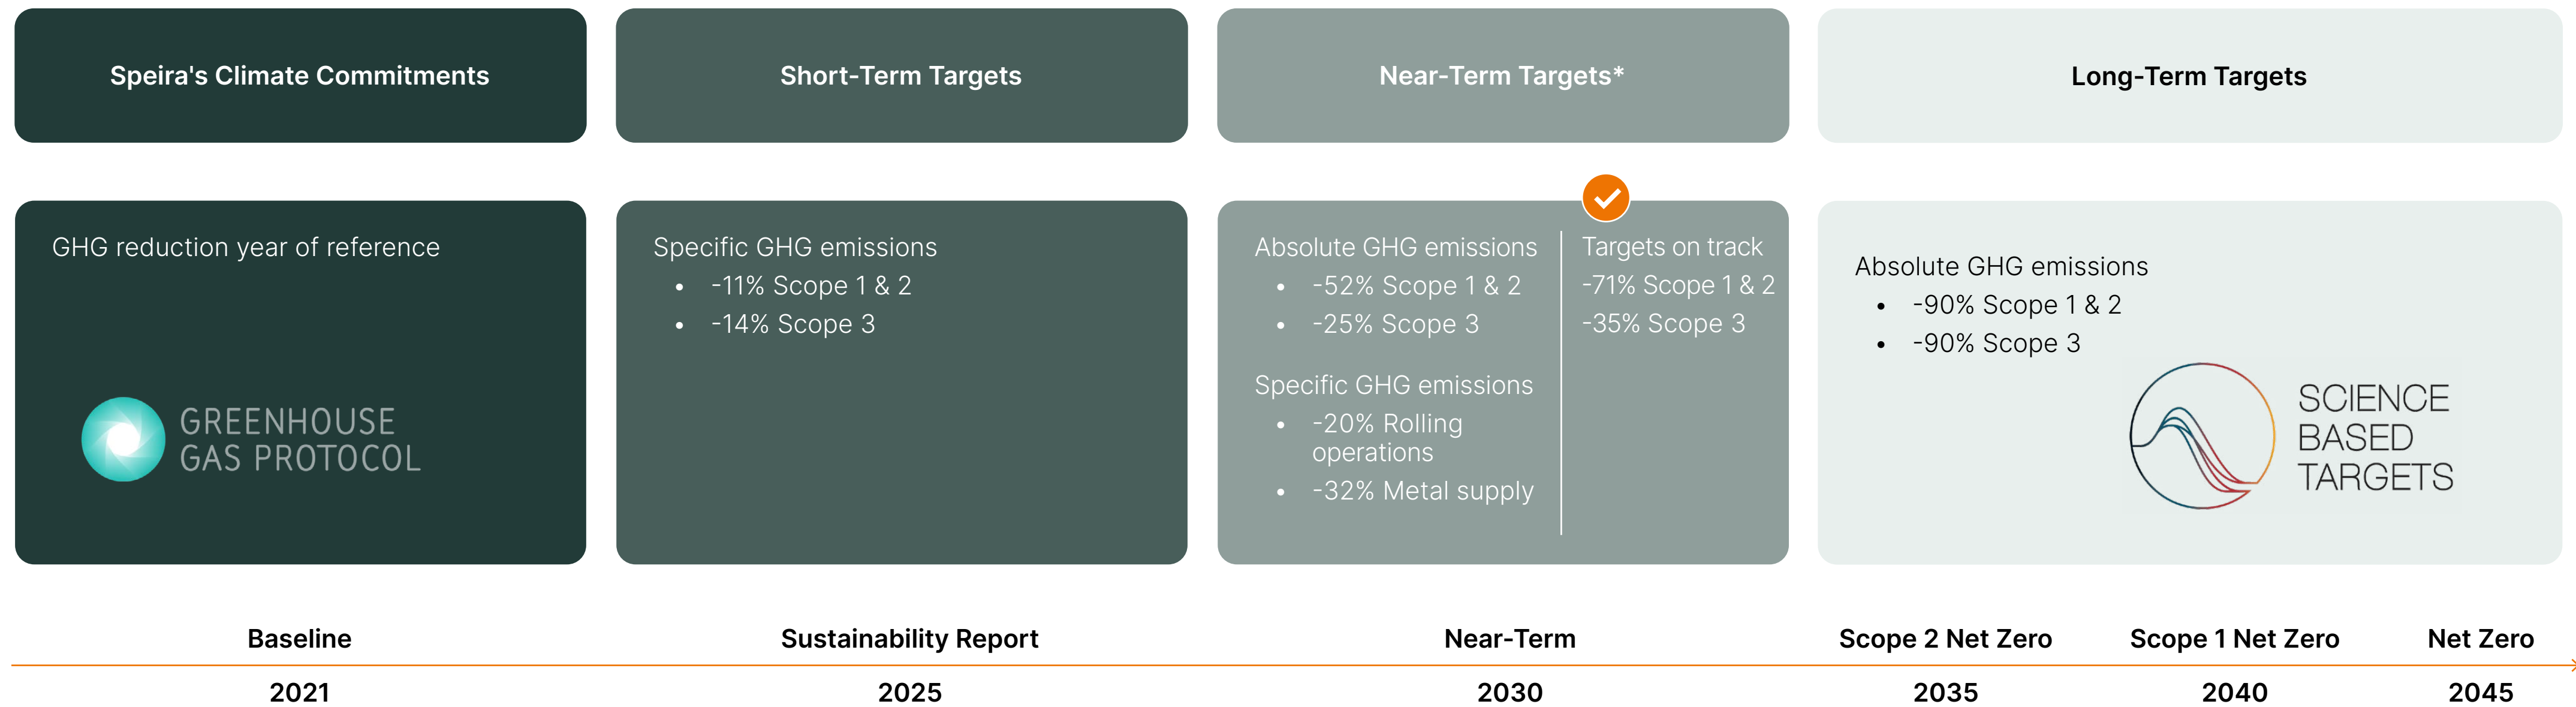 Speira's Climate Commitments
Short-Term Targets
Near-Term Targets*
Long-Term Targets
GHG reduction year of reference
GREENHOUSE
GAS PROTOCOL
Specific GHG emissions
• -11% Scope 1 & 2
• -14% Scope 3
Absolute GHG emissions
• -52% Scope 1 & 2
• -25% Scope 3
Specific GHG emissions
• -20% Rolling
operations
• -32% Metal supply
Targets on track
-71% Scope 1 & 2
-35% Scope 3
Absolute GHG emissions
• -90% Scope 1 & 2
• -90% Scope 3
SCIENCE
BASED
TARGETS
Baseline
Sustainability Report
Near-Term
Scope 2 Net Zero
Scope 1 Net Zero
Net Zero
2021
2025
2030
2035
2040
2045